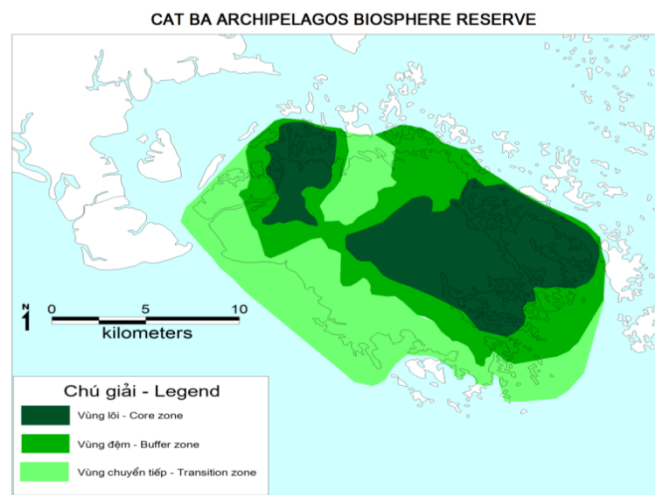 CAT BA ARCHIPELAGOS BIOSPHERE RESERVE
N
0 5 10
kilometers
Chú giải - Legend
Vùng lõi - Core zone
Vùng đệm - Buffer zone
Vùng chuyển tiếp - Transition zone